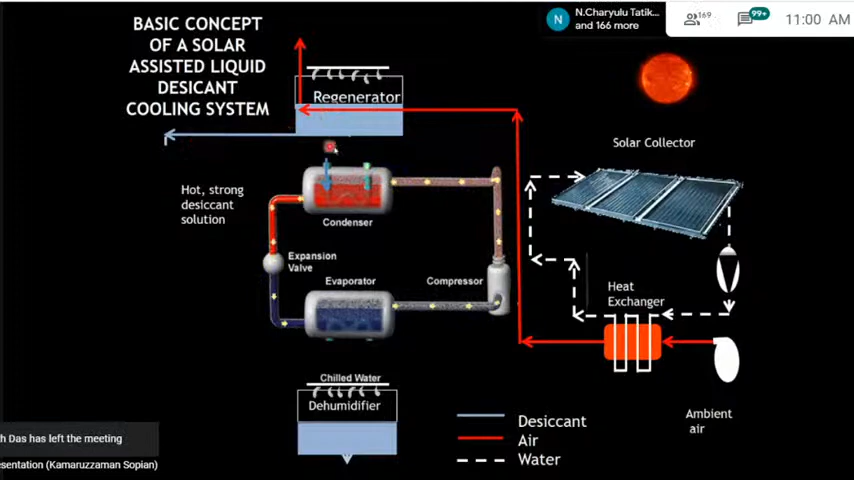 BASIC CONCEPT
OF A SOLAR
ASSISTED LIQUID
DESICANT
COOLING SYSTEM
N
N.Charyulu Tatik...
and 166 more
169
99+
11:00 AM
Regenerator
Solar Collector
Hot, strong
desiccant
solution
Condenser
Expansion
Valve
Evaporator
Compressor
Heat
Exchanger
Chilled Water
Dehumidifier
Ambient
air
Desiccant
Air
Water
h Das has left the meeting
esentation (Kamaruzzaman Sopian)